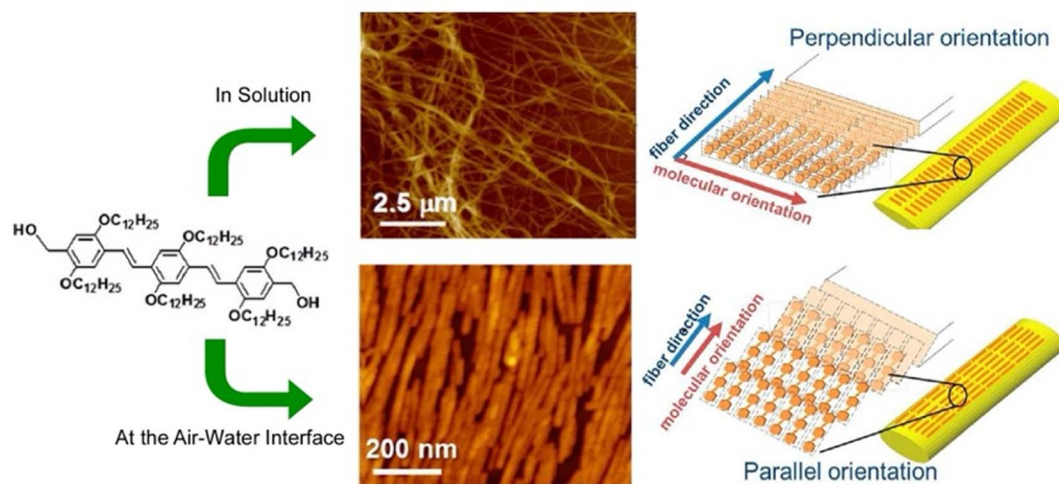 In Solution
HO
OC₁₂H₂₅
OC₁₂H₂₅
OC₁₂H₂₅
OC₁₂H₂₅
OC₁₂H₂₅
OH
OC₁₂H₂₅
At the Air-Water Interface
2.5 µm
200 nm
Perpendicular orientation
fiber direction
molecular orientation
fiber direction
molecular orientation
Parallel orientation